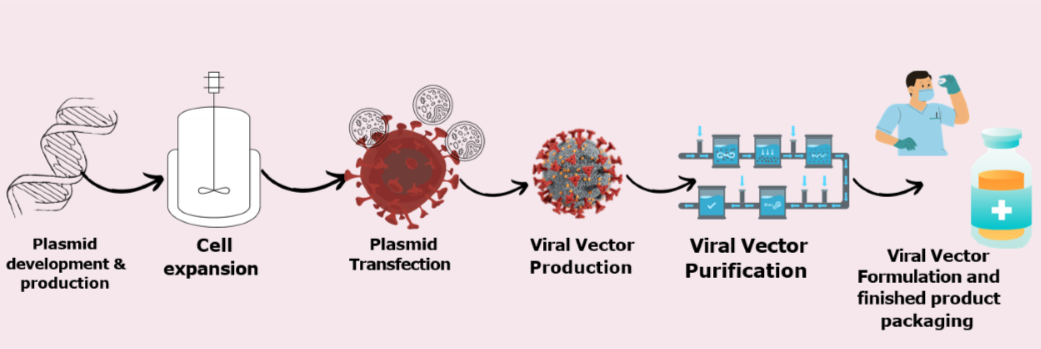 Plasmid
development &
production
Cell
expansion
Plasmid
Transfection
Viral Vector
Production
Viral Vector
Purification
Viral Vector
Formulation and
finished product
packaging